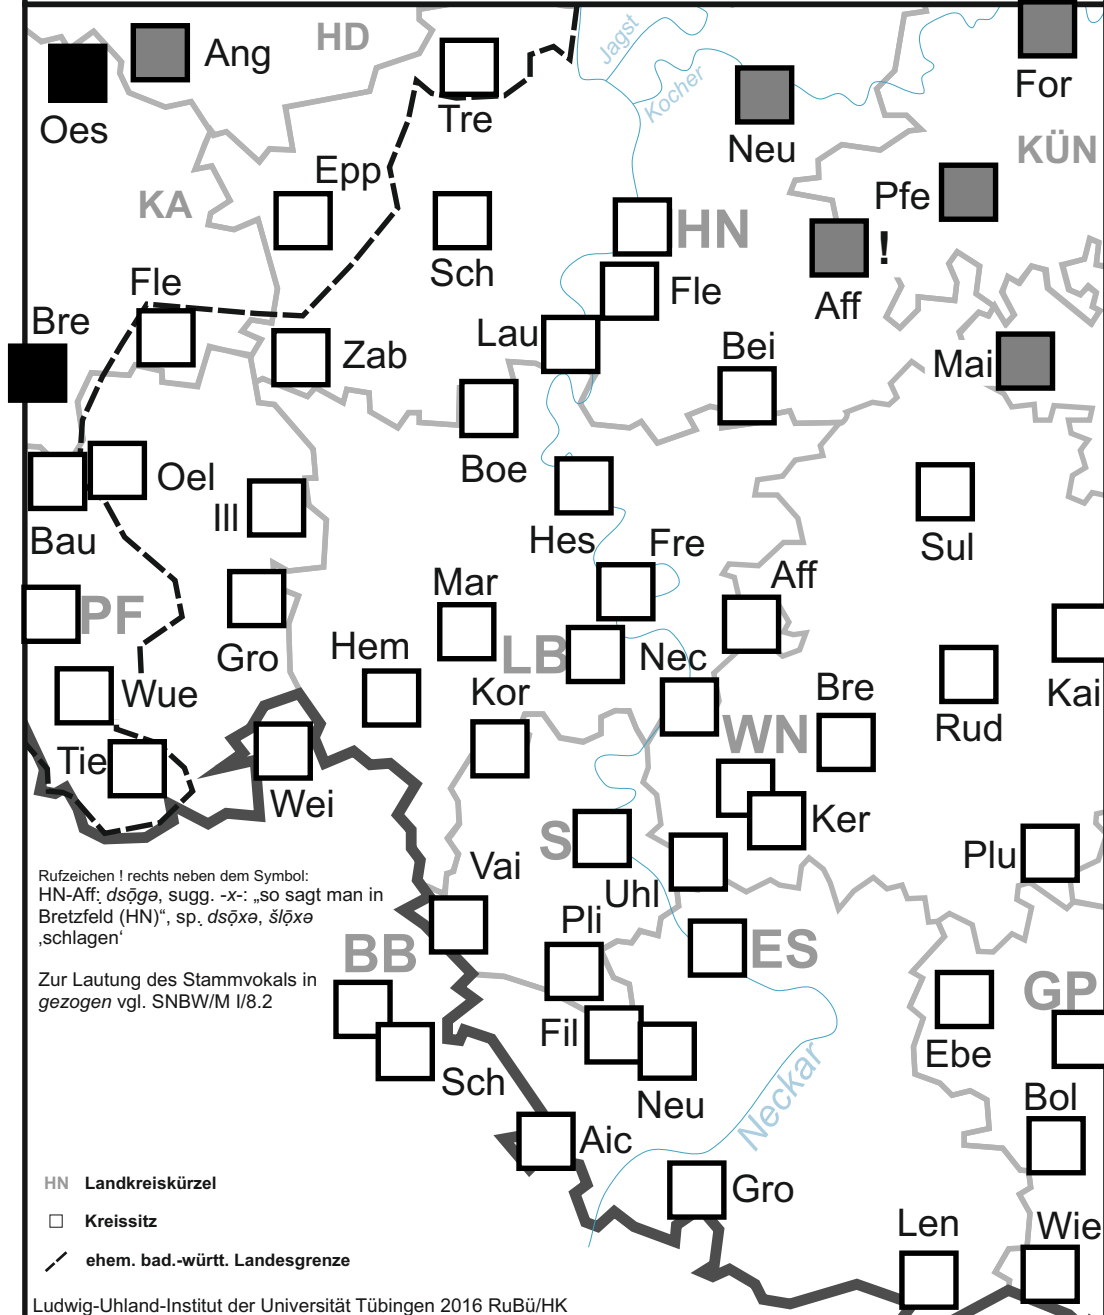 HD
Jagst
Ang
For
Oes
Tre
Kocher
Neu
KÜN
Epp
Pfe
KA
HN
!
Sch
Fle
Fle
Aff
Bre
Lau
Bei
Zab
Mai
Boe
Oel
Ill
Bau
Hes
Fre
Sul
Mar
Aff
PF
Hem
Gro
LB
Nec
Kor
Bre
Wue
Kai
Rud
WN
Tie
Wei
Ker
S
Vai
Plu
Uhl
Pli
Rufzeichen ! rechts neben dem Symbol:
HN-Aff: dsǭgə, sugg. -x-: „so sagt man in
Bretzfeld (HN)“, sp. dsǭxə, šlǭxə
‚schlagen‘
BB
ES
Zur Lautung des Stammvokals in
gezogen vgl. SNBW/M I/8.2
GP
Fil
Ebe
Sch
Neu
Neckar
Bol
Aic
HN Landkreiskürzel
Gro
Kreissitz
Len
Wie
ehem. bad.-württ. Landesgrenze
Ludwig-Uhland-Institut der Universität Tübingen 2016 RuBü/HK